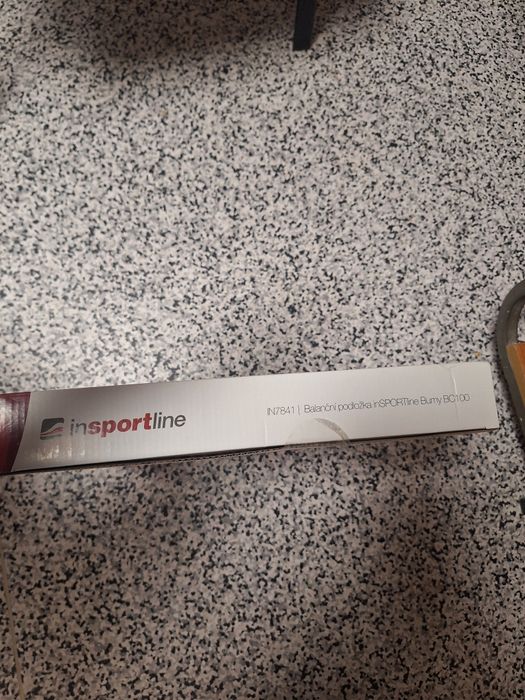 insportline
IN7841 | Balanční podložka inSPORTline Bumy BC100